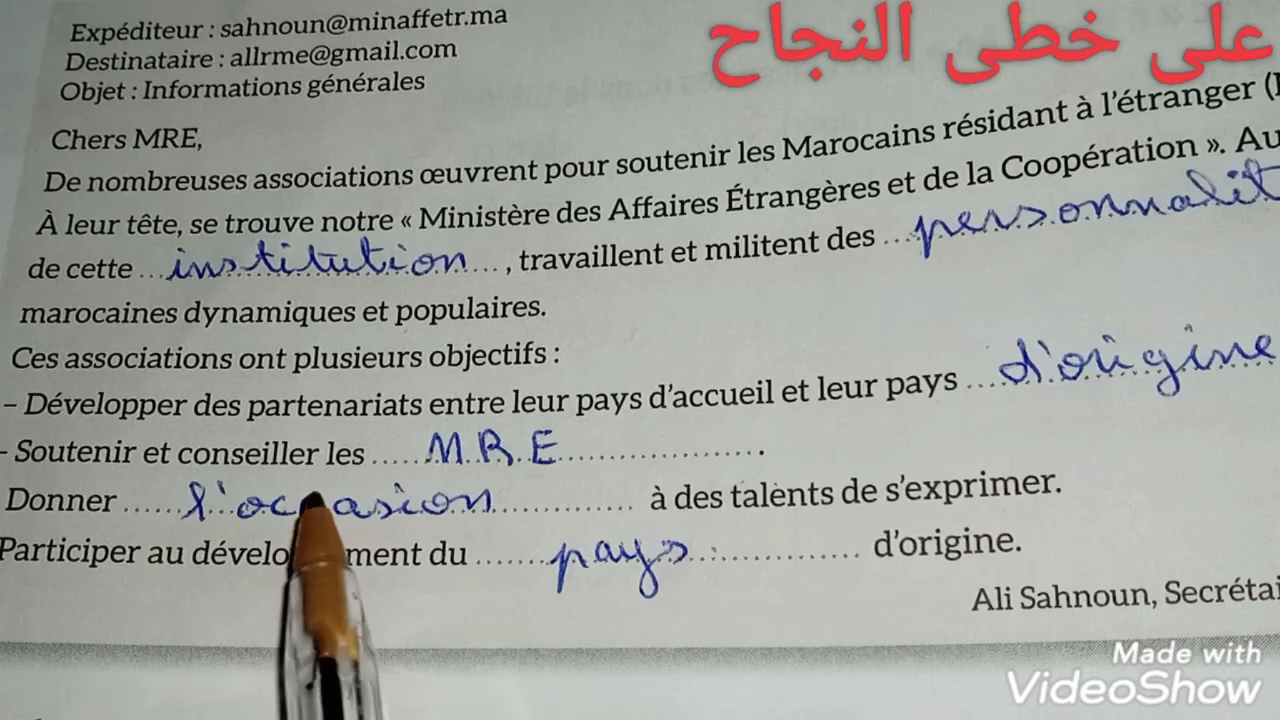 على خطى النجاح
Expéditeur : sahnoun@minaffetr.ma
Destinataire : allrme@gmail.com
Objet : Informations générales
Chers MRE,
De nombreuses associations œuvrent pour soutenir les Marocains résidant à l'étranger (
À leur tête, se trouve notre « Ministère des Affaires Étrangères et de la Coopération ». Au
de cette ...institution..., travaillent et militent des ...personnalit
marocaines dynamiques et populaires.
Ces associations ont plusieurs objectifs :
– Développer des partenariats entre leur pays d'accueil et leur pays ....d'origine
- Soutenir et conseiller les .....M.R.E.................... .
Donner ......l'occasion............... à des talents de s'exprimer.
Participer au dévelo ment du .......pays............... d'origine.
Ali Sahnoun, Secrétai
Made with
VideoShow